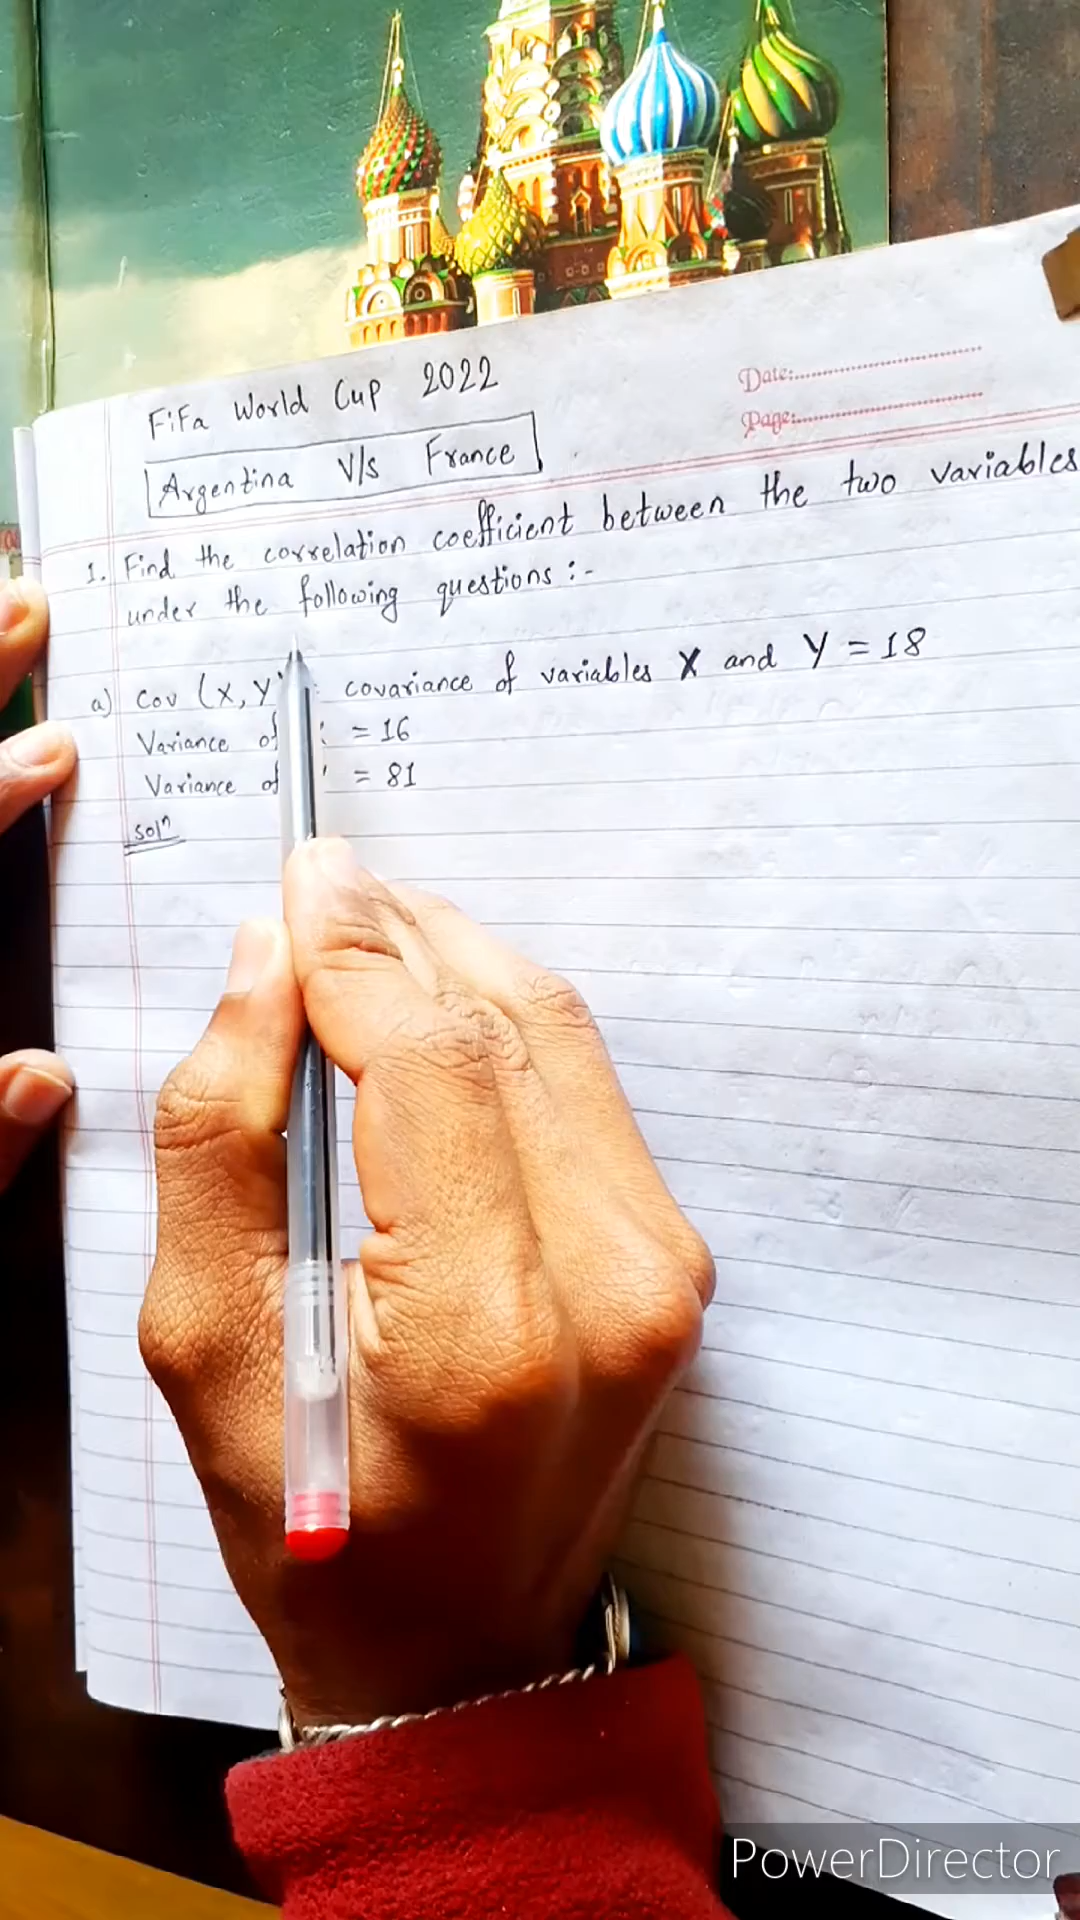 FiFa World Cup 2022
Date:
Page:
Argentina V/s France
1. Find the correlation coefficient between the two variables
under the following questions :-
a) Cov (X,Y) covariance of variables X and Y = 18
Variance of = 16
Variance of = 81
Solⁿ
PowerDirector